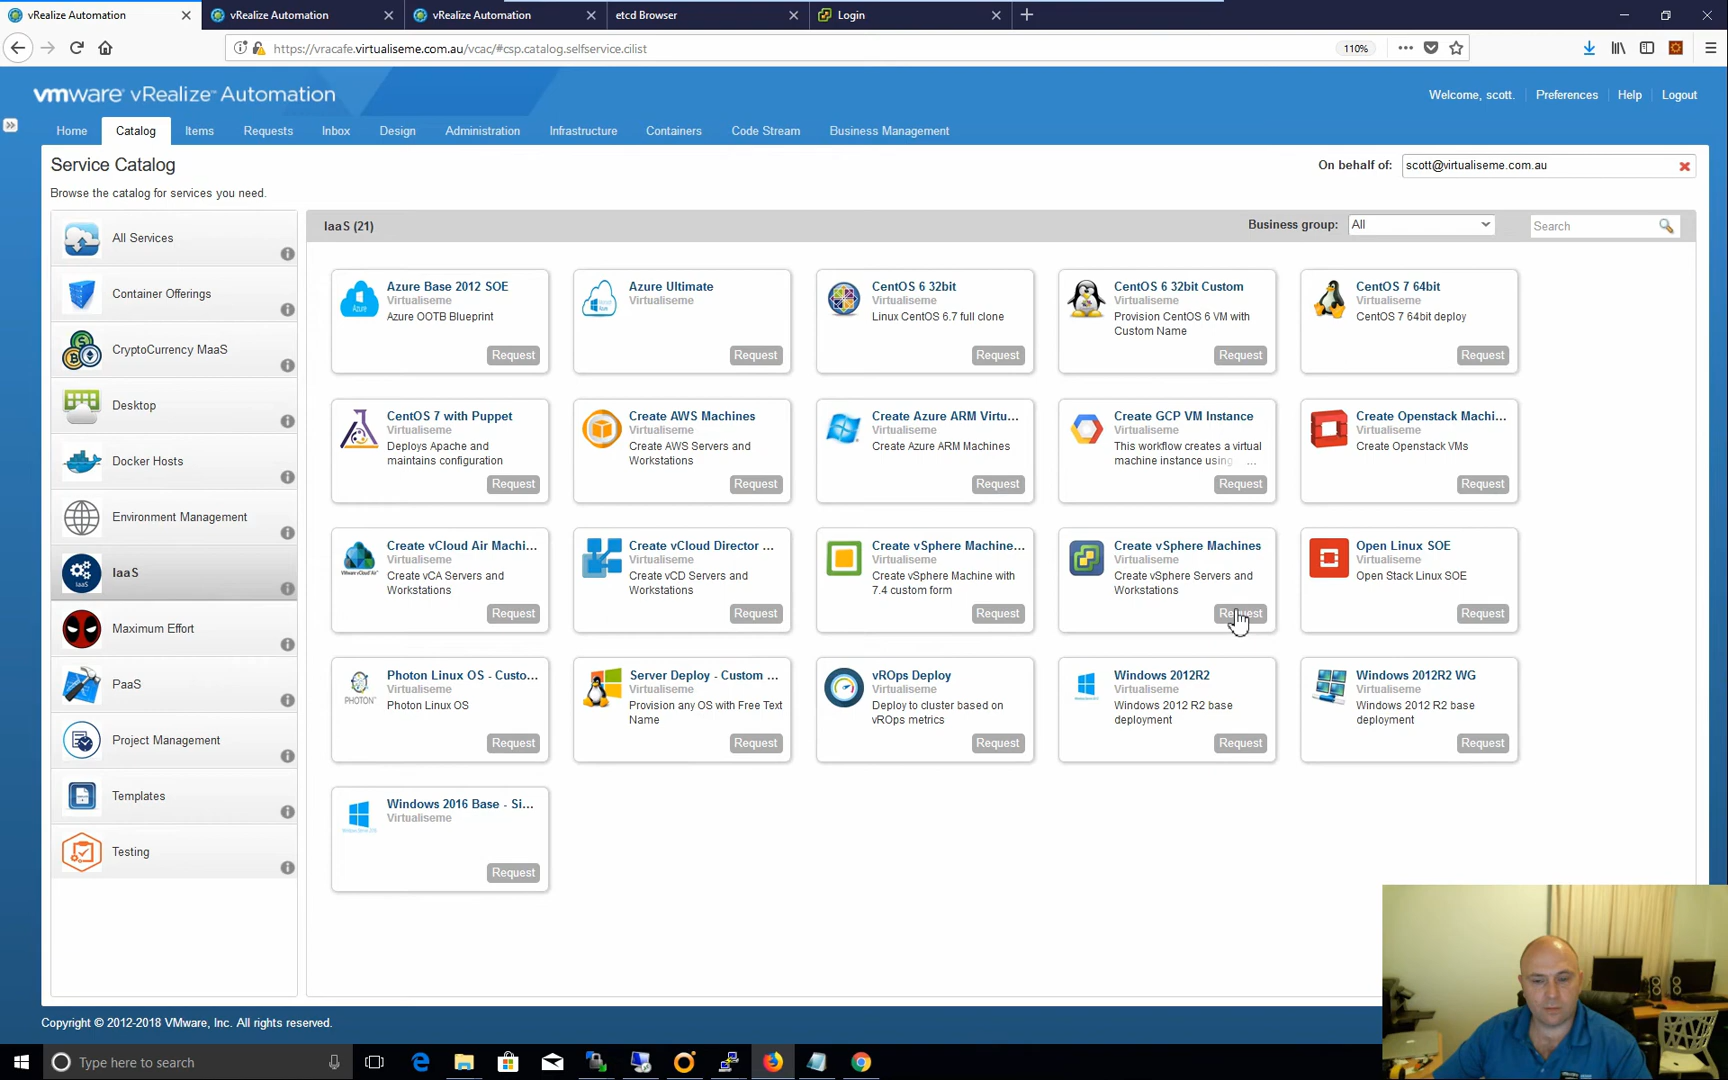 vRealize Automation
vRealize Automation
vRealize Automation
etcd Browser
Login
https://vracafe.virtualiseme.com.au/vcac/#csp.catalog.selfservice.cilist
110%
vmware vRealize™ Automation
Welcome, scott.
Preferences
Help
Logout
Home
Catalog
Items
Requests
Inbox
Design
Administration
Infrastructure
Containers
Code Stream
Business Management
Service Catalog
On behalf of:
scott@virtualiseme.com.au
Browse the catalog for services you need.
All Services
Container Offerings
CryptoCurrency MaaS
Desktop
Docker Hosts
Environment Management
IaaS
IaaS
Maximum Effort
PaaS
Project Management
Templates
Testing
IaaS (21)
Business group:
All
Search
Azure
Azure Base 2012 SOE
Virtualiseme
Azure OOTB Blueprint
Request
Azure Ultimate
Virtualiseme
Request
CentOS 6 32bit
Virtualiseme
Linux CentOS 6.7 full clone
Request
CentOS 6 32bit Custom
Virtualiseme
Provision CentOS 6 VM with
Custom Name
Request
CentOS 7 64bit
Virtualiseme
CentOS 7 64bit deploy
Request
CentOS 7 with Puppet
Virtualiseme
Deploys Apache and
maintains configuration
Request
Create AWS Machines
Virtualiseme
Create AWS Servers and
Workstations
Request
Create Azure ARM Virtu...
Virtualiseme
Create Azure ARM Machines
Request
Create GCP VM Instance
Virtualiseme
This workflow creates a virtual
machine instance using ...
Request
Create Openstack Machi...
Virtualiseme
Create Openstack VMs
Request
Create vCloud Air Machi...
Virtualiseme
Create vCA Servers and
Workstations
Request
Create vCloud Director ...
Virtualiseme
Create vCD Servers and
Workstations
Request
Create vSphere Machine...
Virtualiseme
Create vSphere Machine with
7.4 custom form
Request
Create vSphere Machines
Virtualiseme
Create vSphere Servers and
Workstations
Request
Open Linux SOE
Virtualiseme
Open Stack Linux SOE
Request
PHOTON
Photon Linux OS - Custo...
Virtualiseme
Photon Linux OS
Request
Server Deploy - Custom ...
Virtualiseme
Provision any OS with Free Text
Name
Request
vROps Deploy
Virtualiseme
Deploy to cluster based on
vROps metrics
Request
Windows 2012R2
Virtualiseme
Windows 2012 R2 base
deployment
Request
Windows 2012R2 WG
Virtualiseme
Windows 2012 R2 base
deployment
Request
Windows 2016 Base - Si...
Virtualiseme
Request
Copyright © 2012-2018 VMware, Inc. All rights reserved.
Type here to search